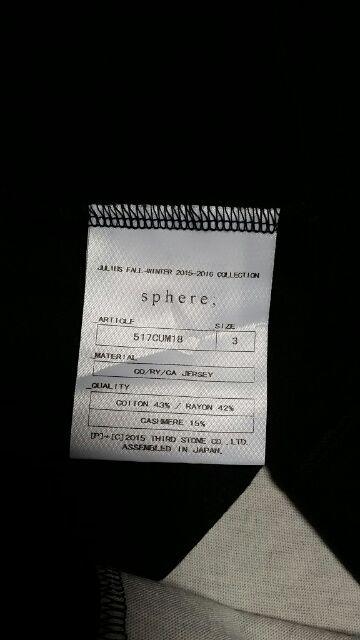 JULIUS FALL-WINTER 2015-2016 COLLECTION
sphere;
ARTICLE SIZE
517CUM18 3
MATERIAL
CO/RY/CA JERSEY
QUALITY
COTTON 43% / RAYON 42%
CASHMERE 15%
[P]+[C]2015 THIRD STONE CO.,LTD.
ASSEMBLED IN JAPAN.